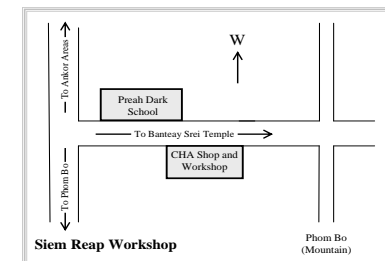 W
To Ankor Areas
Preah Dark
School
To Banteay Srei Temple
CHA Shop and
Workshop
To Phom Bo
Siem Reap Workshop
Phom Bo
(Mountain)